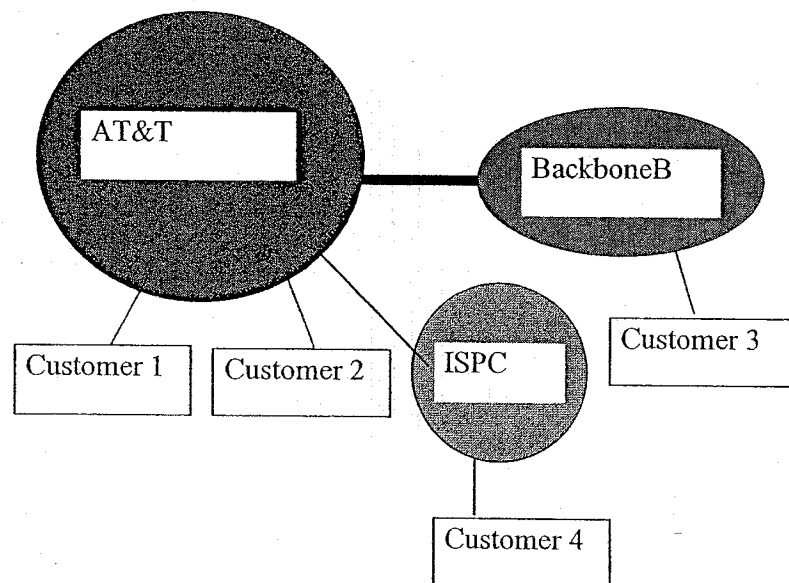 AT&T
BackboneB
Customer 1
Customer 2
ISPC
Customer 3
Customer 4